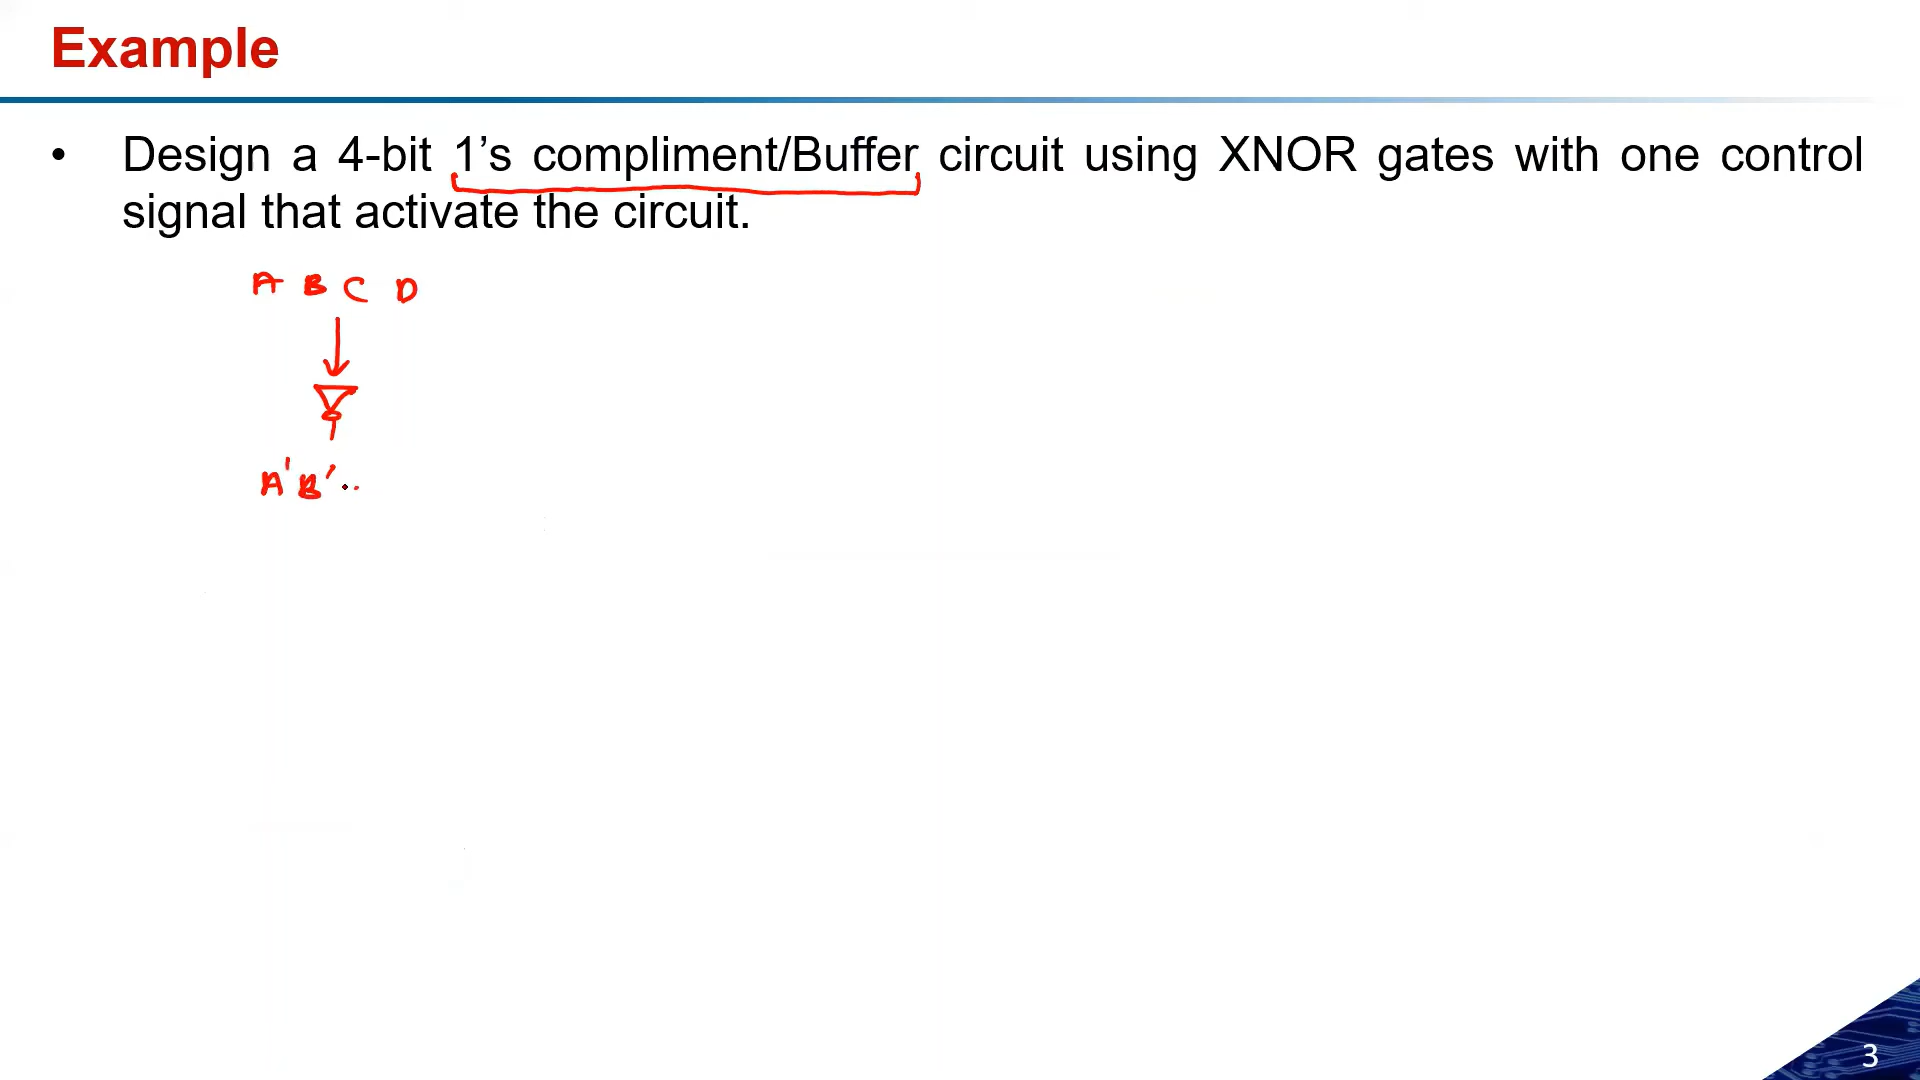 Example
• Design a 4-bit 1’s compliment/Buffer circuit using XNOR gates with one control
signal that activate the circuit.
A B C D
A' B' ..
3